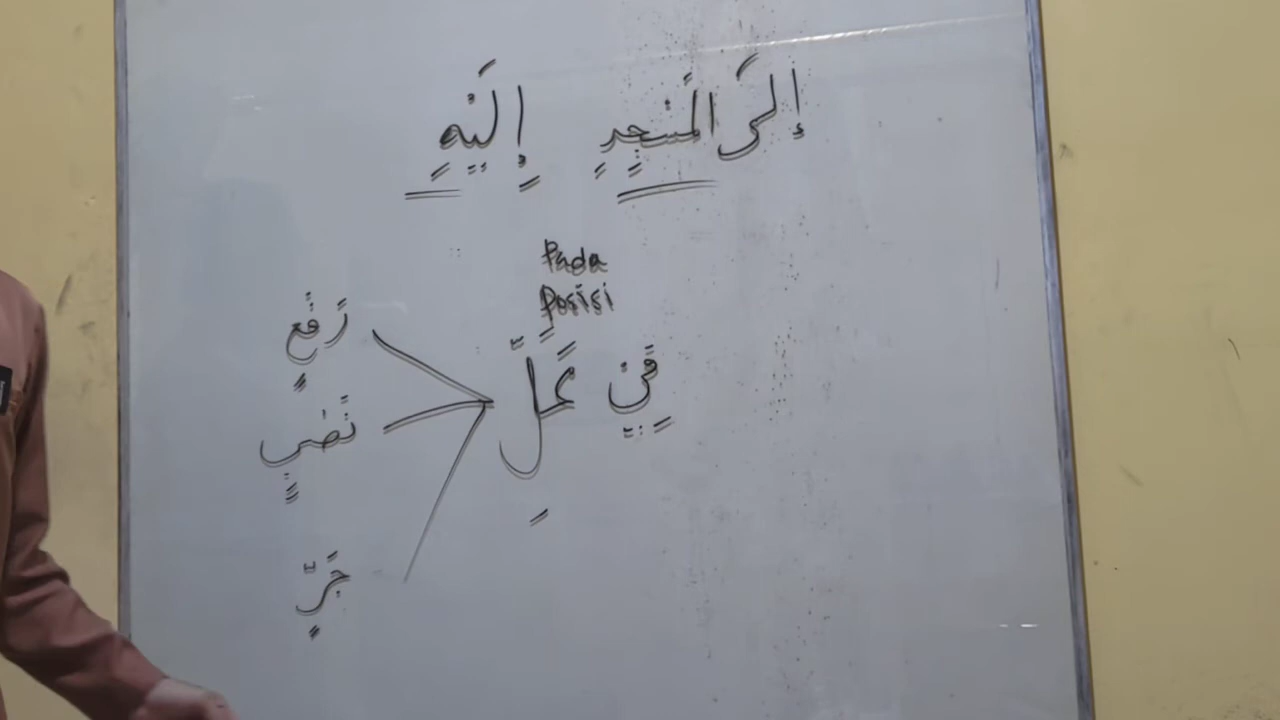 إِلَى الْمَسْجِدِ إِلَيْهِ
Pada
Posisi
فِيْ مَحَلِّ
رَفْعٍ
نَصْبٍ
جَرٍّ